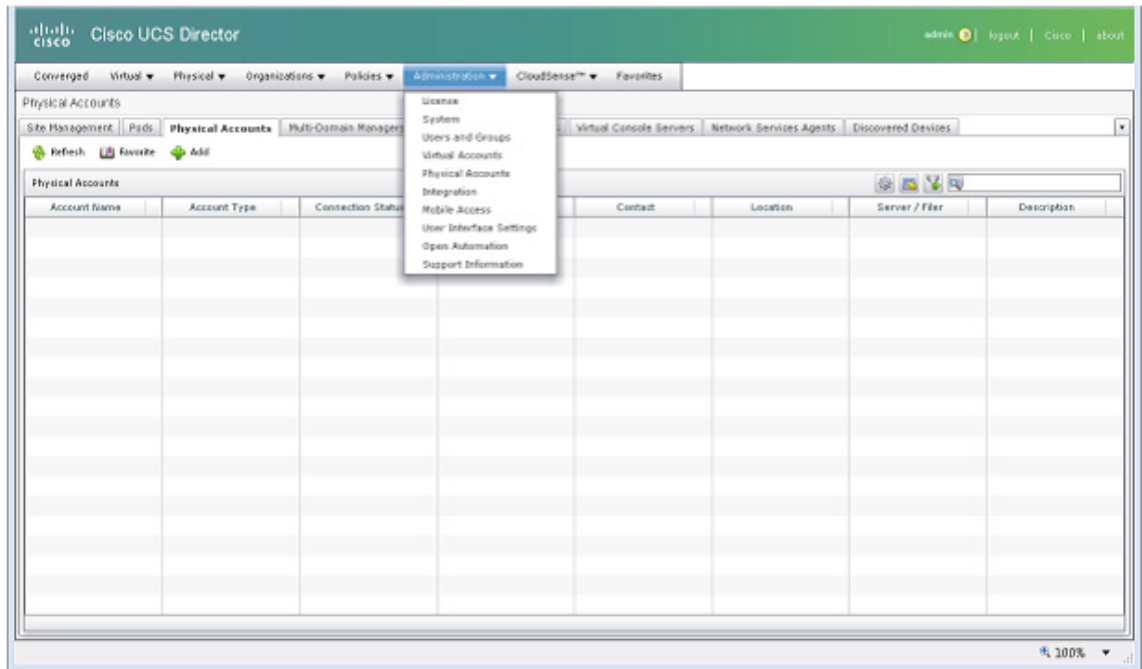 CISCO Cisco UCS Director
admin logout | Cisco | about
Converged Virtual Physical Organizations Policies Administration CloudSense™ Favorites
Physical Accounts
Site Management Pods Physical Accounts Multi-Domain Managers Virtual Console Servers Network Services Agents Discovered Devices
License
System
Users and Groups
Virtual Accounts
Physical Accounts
Integration
Mobile Access
User Interface Settings
Open Automation
Support Information
Refresh Favorite Add
Physical Accounts
Account Name Account Type Connection Status Contact Location Server / Filer Description
100%